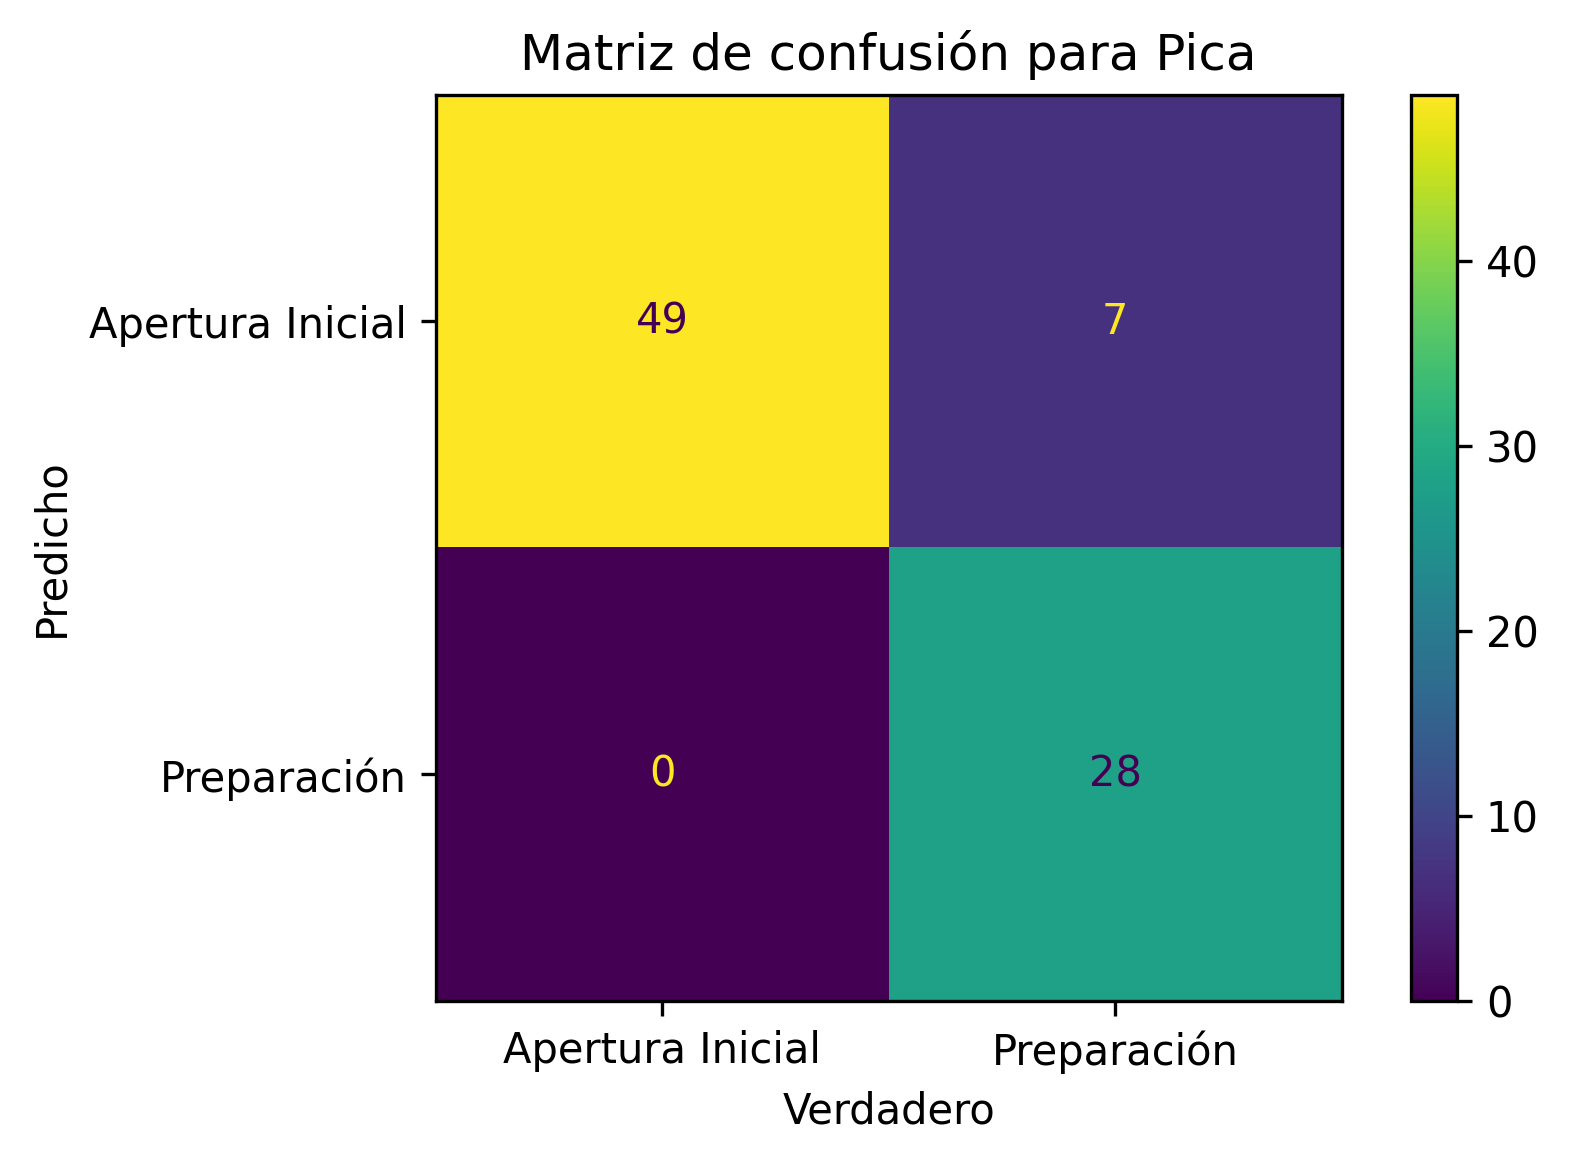 Matriz de confusión para Pica
Apertura Inicial
49
7
Preparación
0
28
Predicho
Apertura Inicial
Preparación
Verdadero
40
30
20
10
0